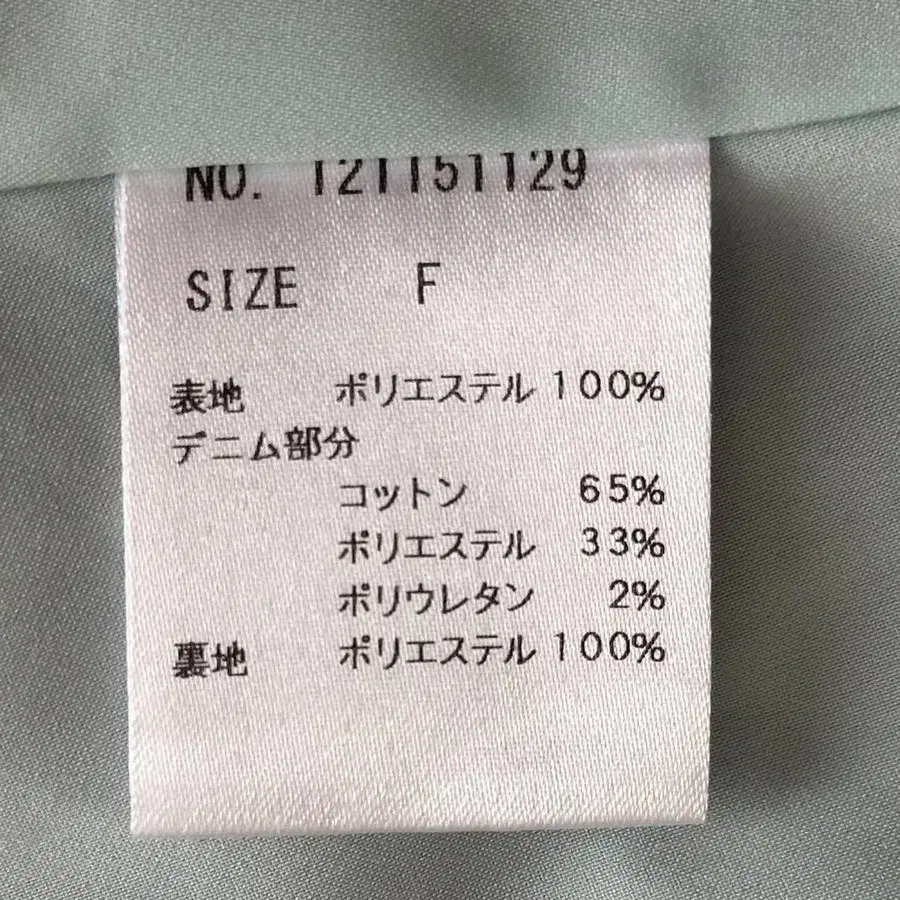 NO. 121151129
SIZE F
表地 ポリエステル 100%
デニム部分
コットン 65%
ポリエステル 33%
ポリウレタン 2%
裏地 ポリエステル 100%